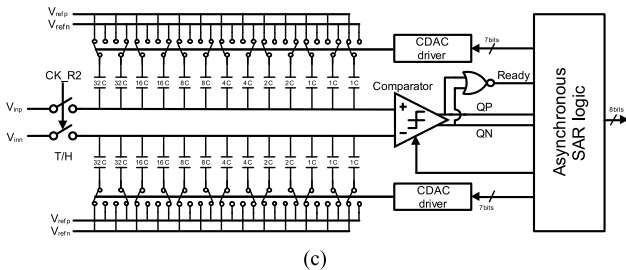 Vrefp
Vrefn
CDAC driver
7bits
CK_R2
32C 32C 16C 16C 8C 8C 4C 4C 2C 2C 1C 1C
Comparator
Ready
Vinp
+
QP
Asynchronous SAR logic
8bits
Vinn
−
QN
T/H
32C 32C 16C 16C 8C 8C 4C 4C 2C 2C 1C 1C
CDAC driver
7bits
Vrefp
Vrefn
(c)